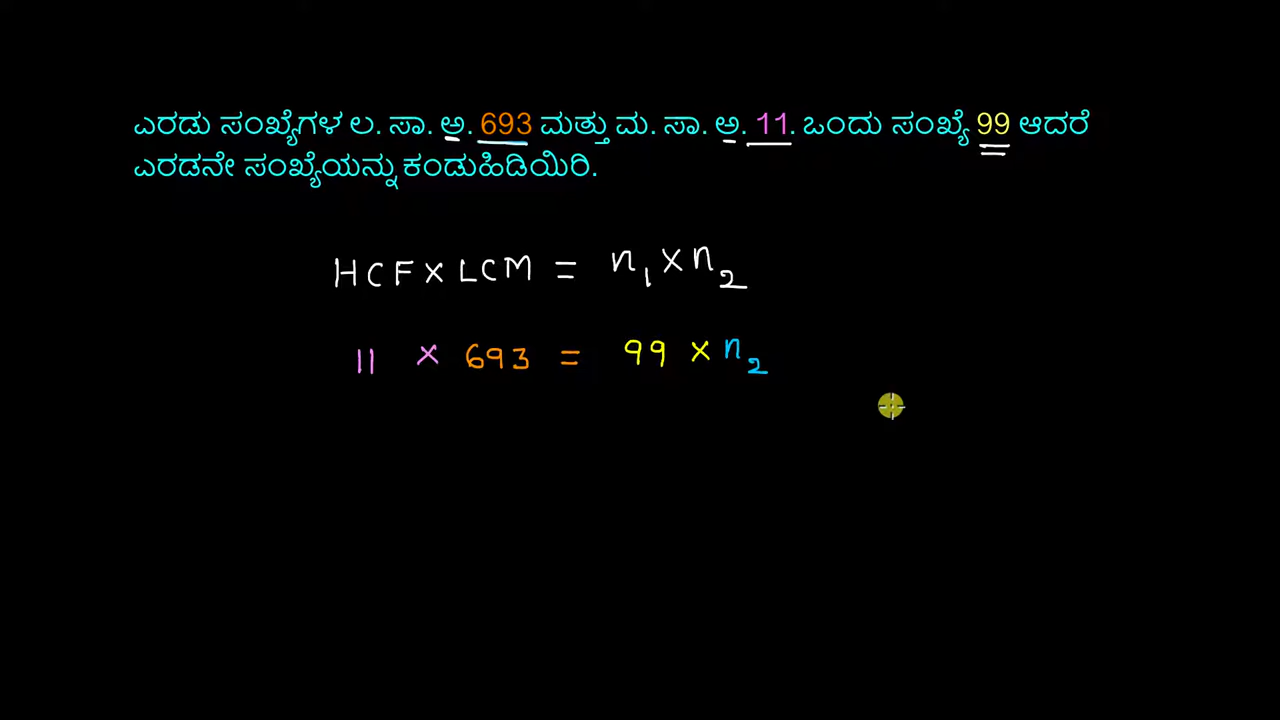 ಎರಡು ಸಂಖ್ಯೆಗಳ ಲ. ಸಾ. ಅ. 693 ಮತ್ತು ಮ. ಸಾ. ಅ. 11. ಒಂದು ಸಂಖ್ಯೆ 99 ಆದರೆ
ಎರಡನೇ ಸಂಖ್ಯೆಯನ್ನು ಕಂಡುಹಿಡಿಯಿರಿ.
HCF × LCM = n₁ × n₂
11 × 693 = 99 × n₂